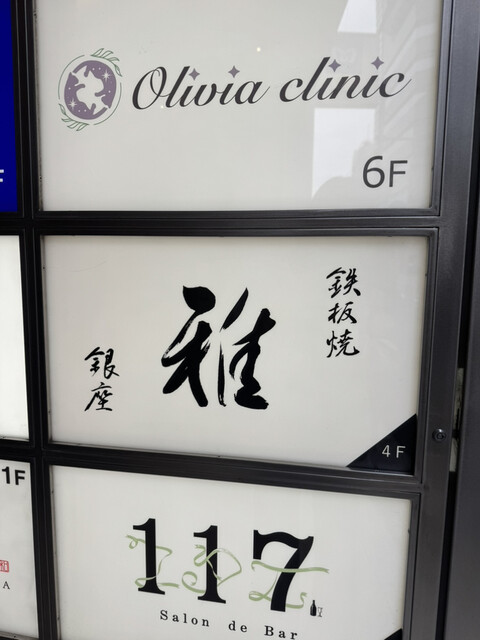 Olivia clinic
6F
鉄板焼
雅
銀座
4F
1F
117
Salon de Bar